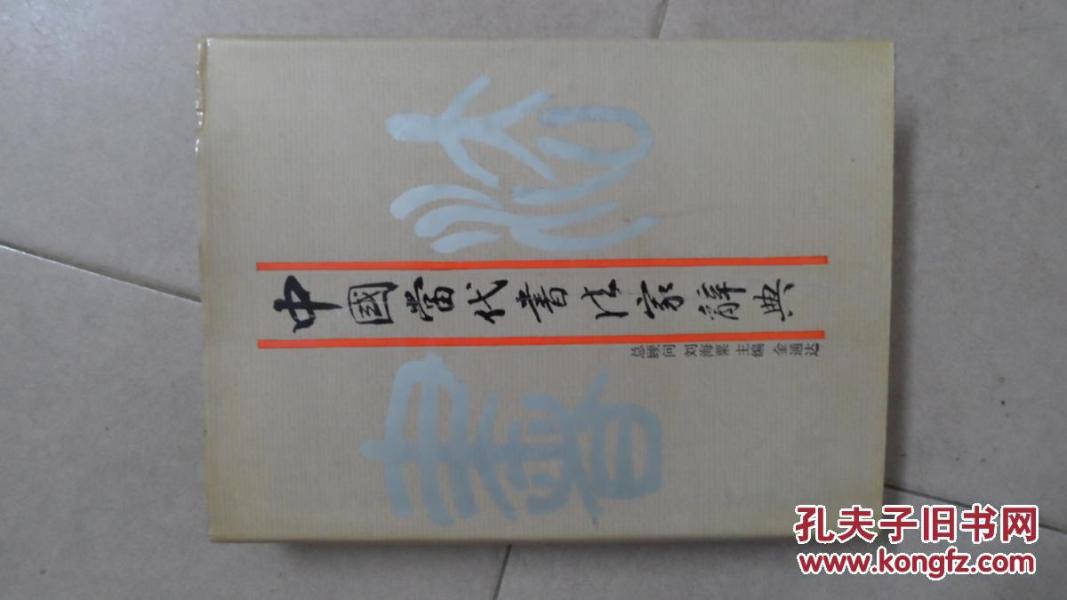 中國當代書法家辭典
总顾问 刘海粟 主编 金通达
書法
孔夫子旧书网
www.kongfz.com